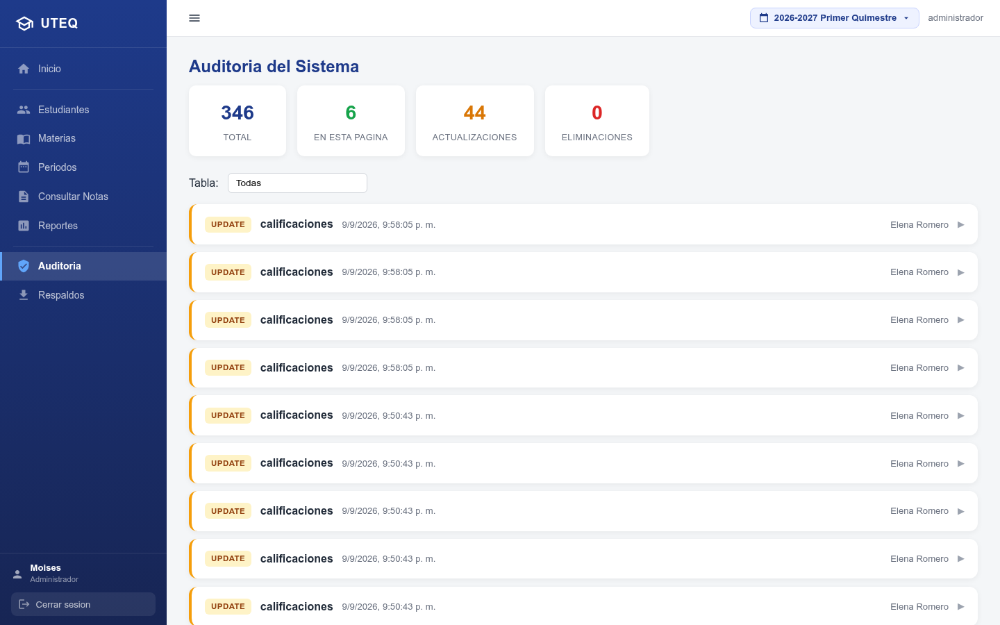 UTEQ
Inicio
Estudiantes
Materias
Periodos
Consultar Notas
Reportes
Auditoria
Respaldos
Moises
Administrador
Cerrar sesion
2026-2027 Primer Quimestre
administrador
Auditoria del Sistema
346
TOTAL
6
EN ESTA PAGINA
44
ACTUALIZACIONES
0
ELIMINACIONES
Tabla: Todas
UPDATE calificaciones 9/9/2026, 9:58:05 p. m. Elena Romero
UPDATE calificaciones 9/9/2026, 9:58:05 p. m. Elena Romero
UPDATE calificaciones 9/9/2026, 9:58:05 p. m. Elena Romero
UPDATE calificaciones 9/9/2026, 9:58:05 p. m. Elena Romero
UPDATE calificaciones 9/9/2026, 9:50:43 p. m. Elena Romero
UPDATE calificaciones 9/9/2026, 9:50:43 p. m. Elena Romero
UPDATE calificaciones 9/9/2026, 9:50:43 p. m. Elena Romero
UPDATE calificaciones 9/9/2026, 9:50:43 p. m. Elena Romero
UPDATE calificaciones 9/9/2026, 9:50:43 p. m. Elena Romero